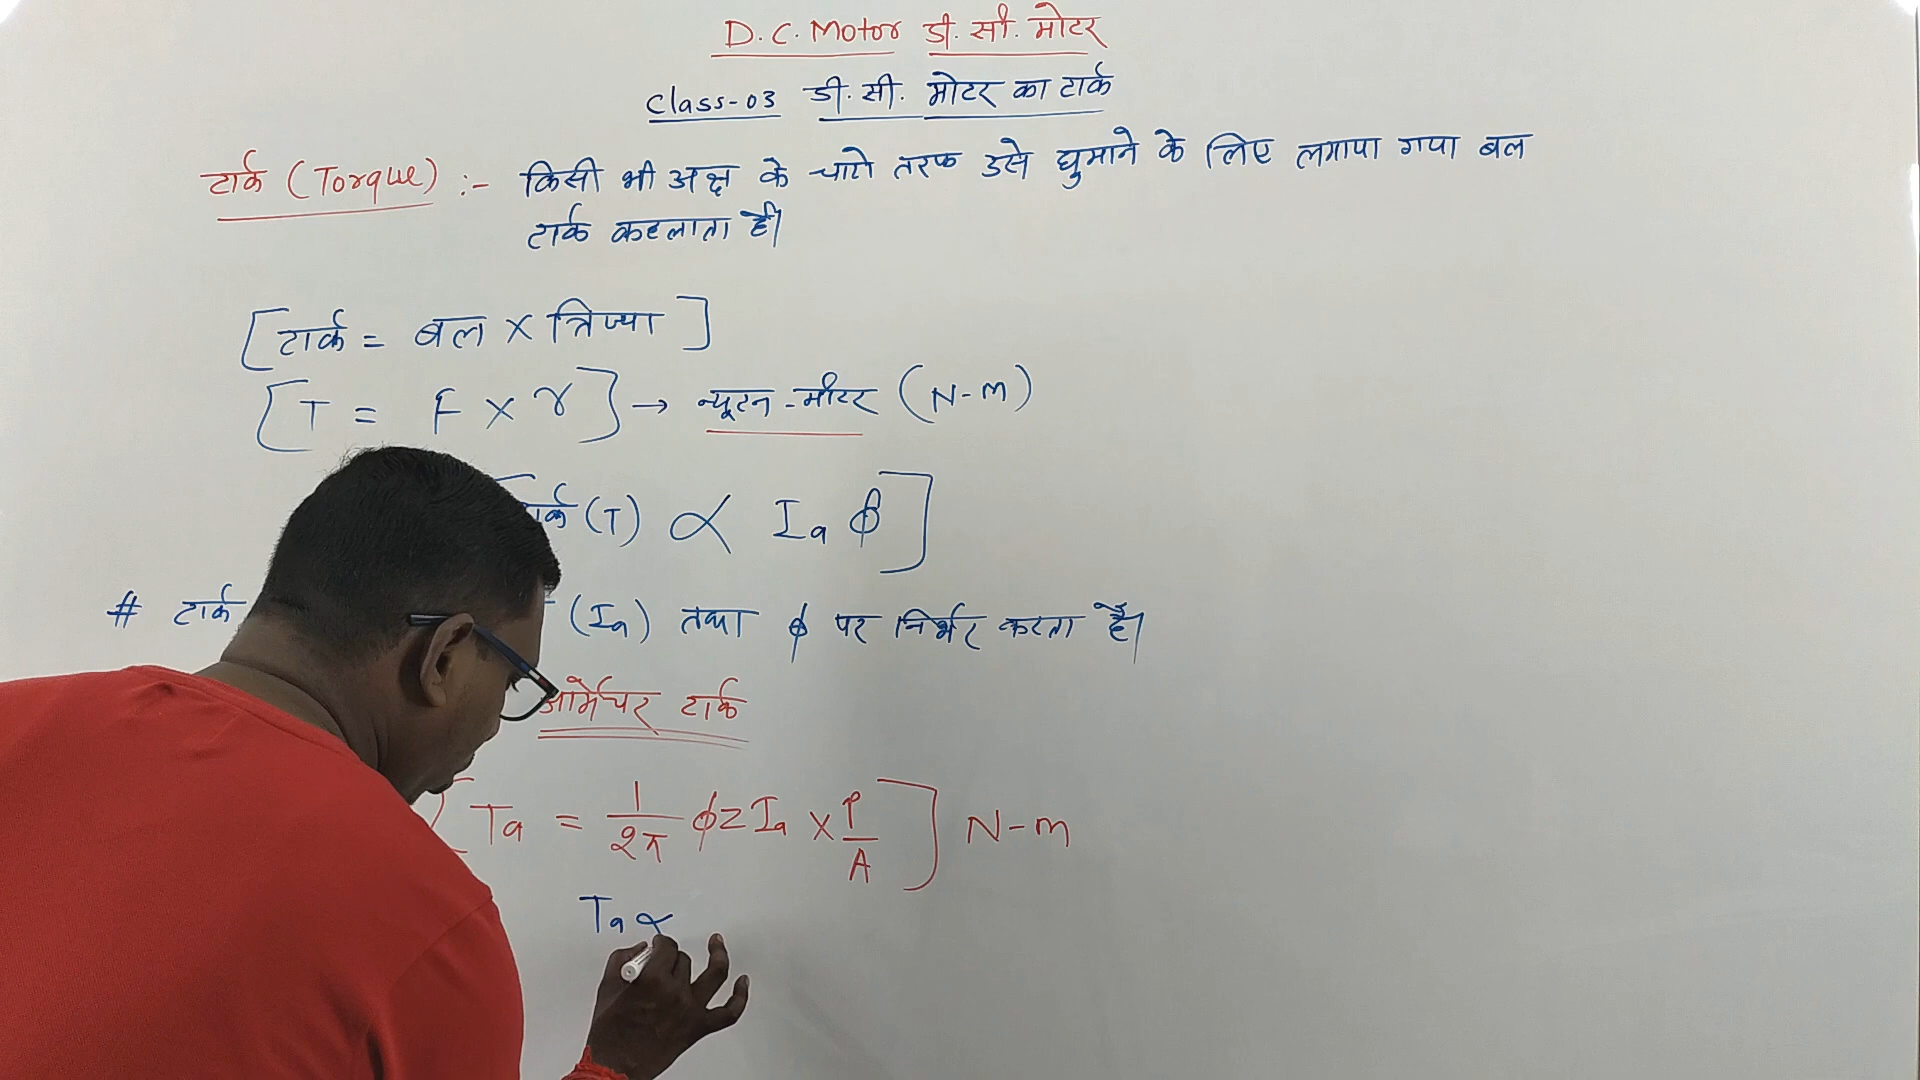 D.C. Motor डी.सी. मोटर
Class-03 डी.सी. मोटर का टार्क
टार्क (Torque) :- किसी भी अक्ष के चारो तरफ उसे घुमाने के लिए लगाया गया बल
टार्क कहलाता है।
[टार्क = बल × त्रिज्या]
[T = F × r] → न्यूटन-मीटर (N-m)
(T) ∝ Ia ϕ]
# टार्क (Ia) तथा ϕ पर निर्भर करता है।
आर्मेचर टार्क
[Ta = 1/2π ϕZIa × P/A] N-m
Ta ∝